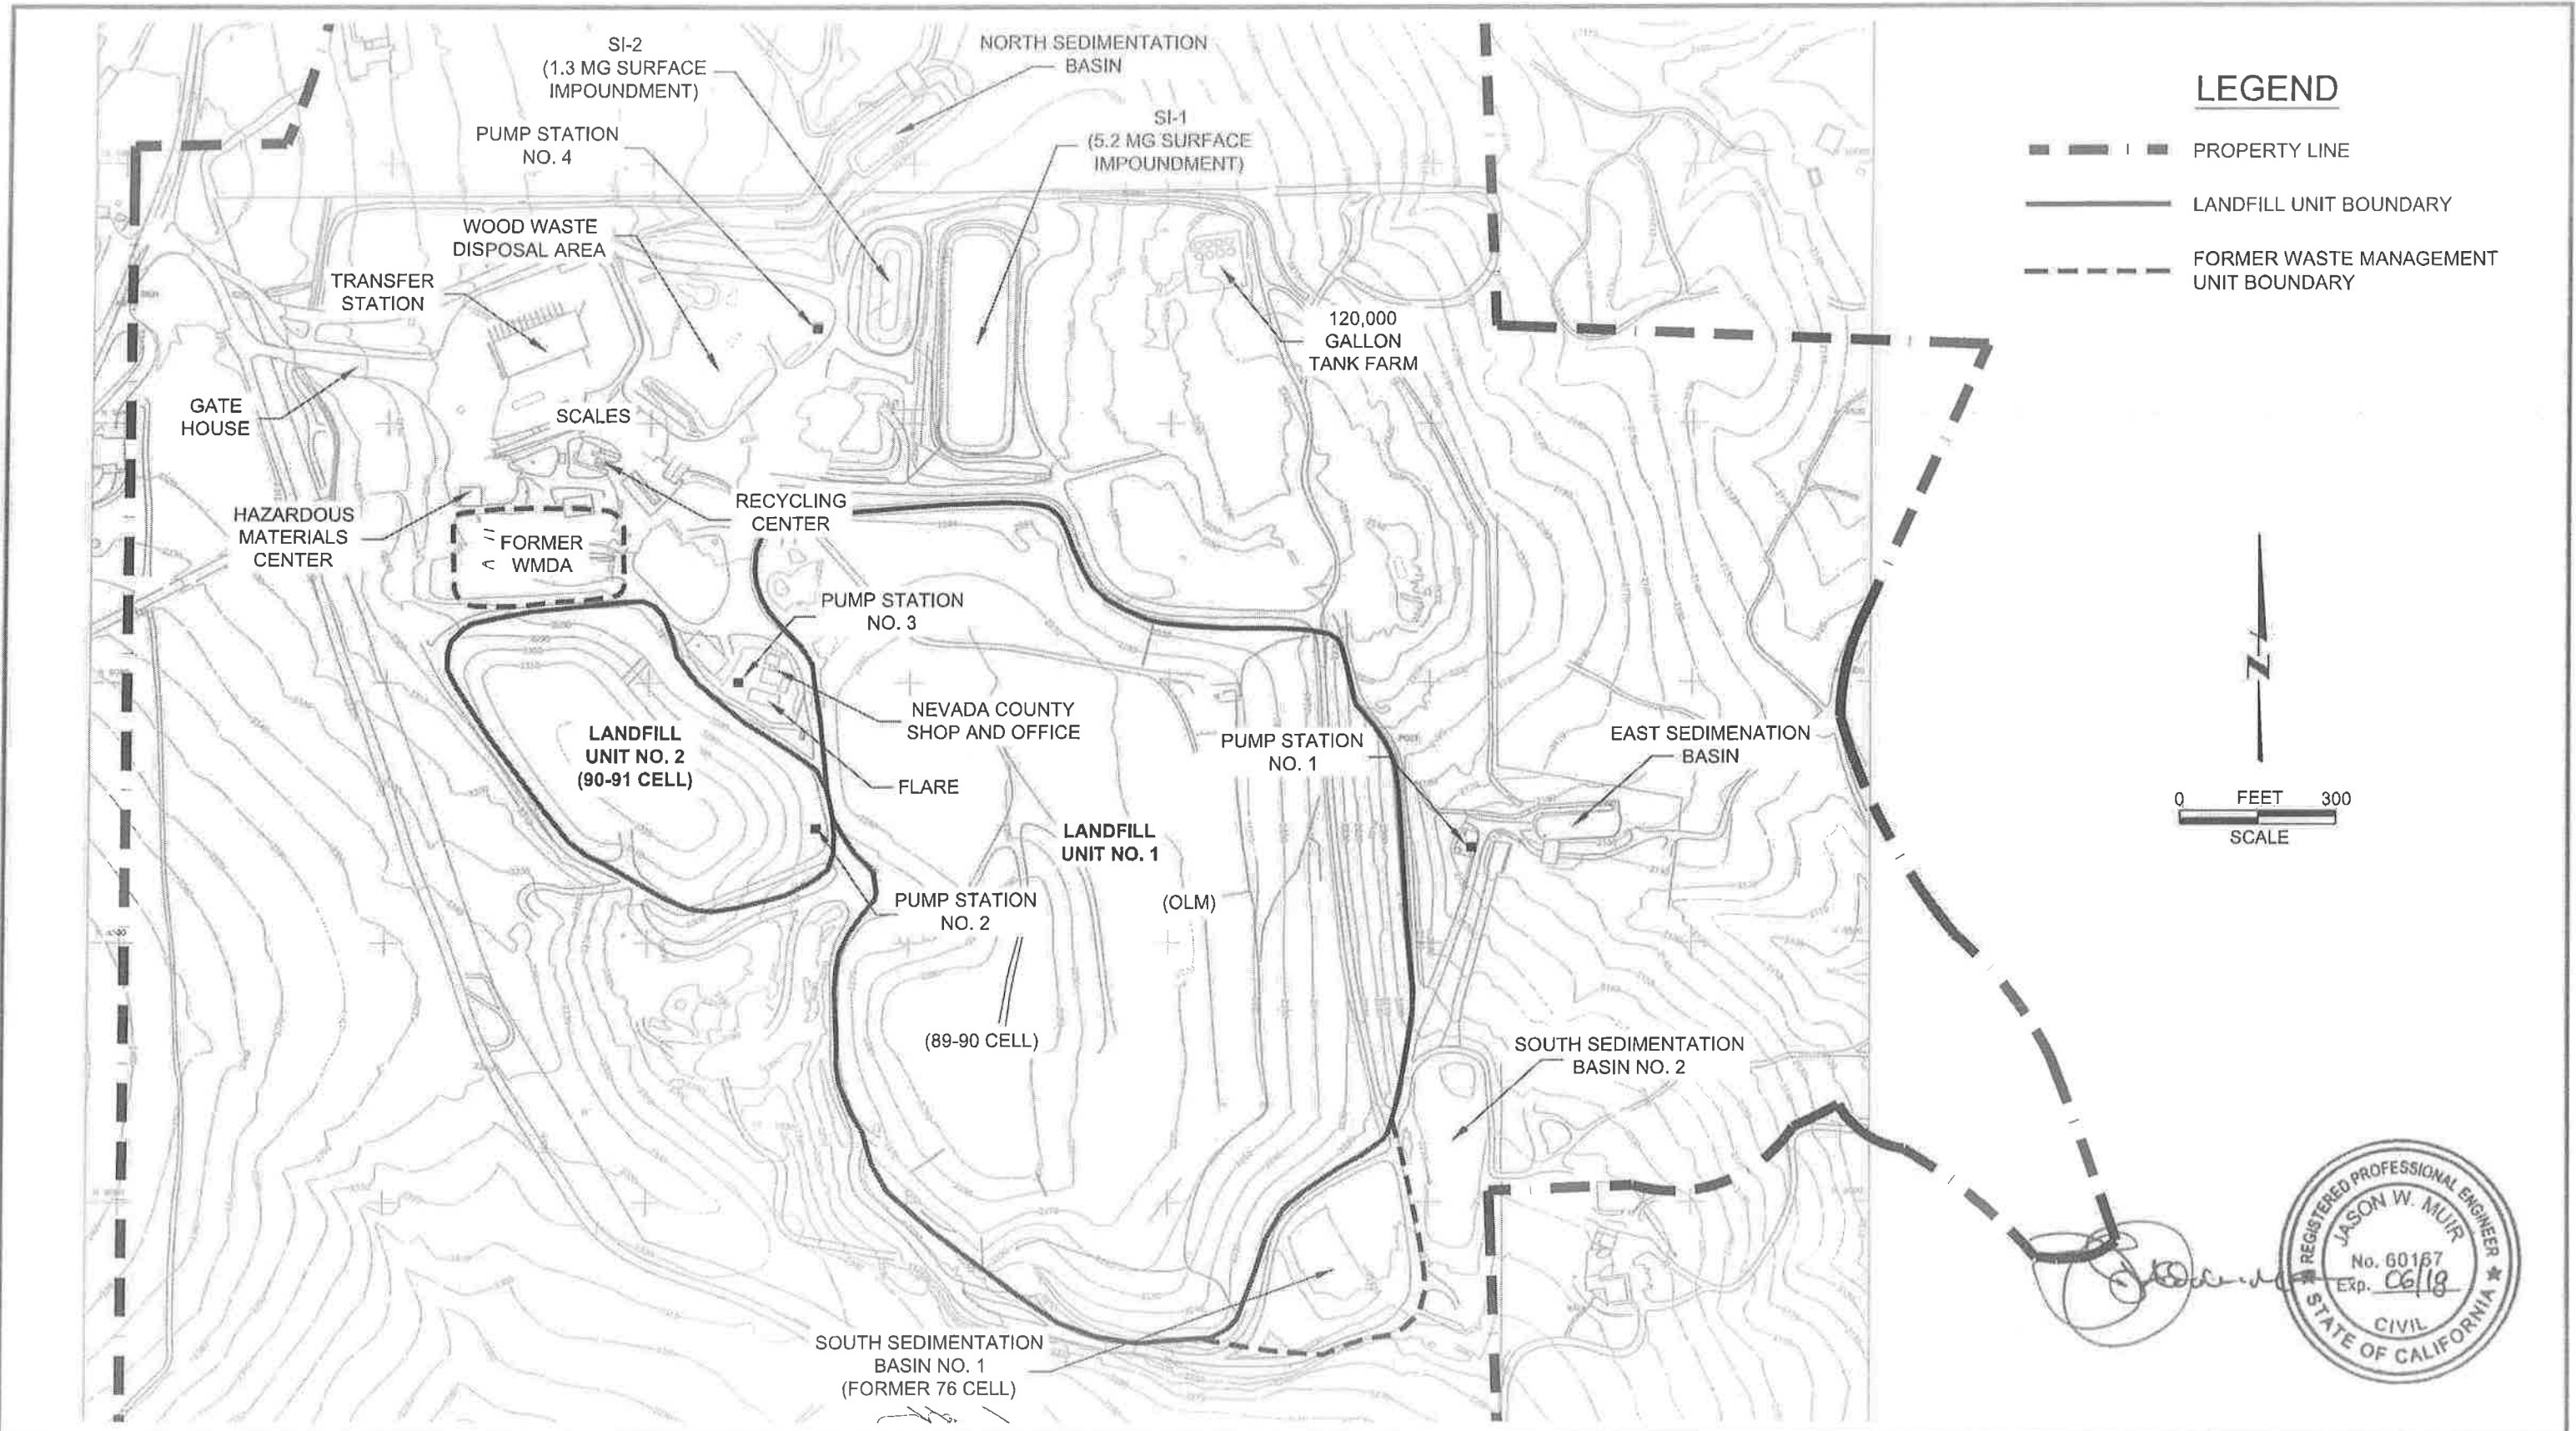 SI-2
(1.3 MG SURFACE
IMPOUNDMENT)
NORTH SEDIMENTATION
BASIN
PUMP STATION
NO. 4
SI-1
(5.2 MG SURFACE
IMPOUNDMENT)
WOOD WASTE
DISPOSAL AREA
TRANSFER
STATION
120,000
GALLON
TANK FARM
GATE
HOUSE
SCALES
HAZARDOUS
MATERIALS
CENTER
RECYCLING
CENTER
FORMER
WMDA
PUMP STATION
NO. 3
NEVADA COUNTY
SHOP AND OFFICE
FLARE
LANDFILL
UNIT NO. 2
(90-91 CELL)
PUMP STATION
NO. 1
EAST SEDIMENATION
BASIN
LANDFILL
UNIT NO. 1
(OLM)
PUMP STATION
NO. 2
(89-90 CELL)
SOUTH SEDIMENTATION
BASIN NO. 2
SOUTH SEDIMENTATION
BASIN NO. 1
(FORMER 76 CELL)
LEGEND
PROPERTY LINE
LANDFILL UNIT BOUNDARY
FORMER WASTE MANAGEMENT
UNIT BOUNDARY
N
0 FEET 300
SCALE
REGISTERED PROFESSIONAL ENGINEER
JASON W. MUIR
No. 60167
Exp. 06/18
CIVIL
STATE OF CALIFORNIA